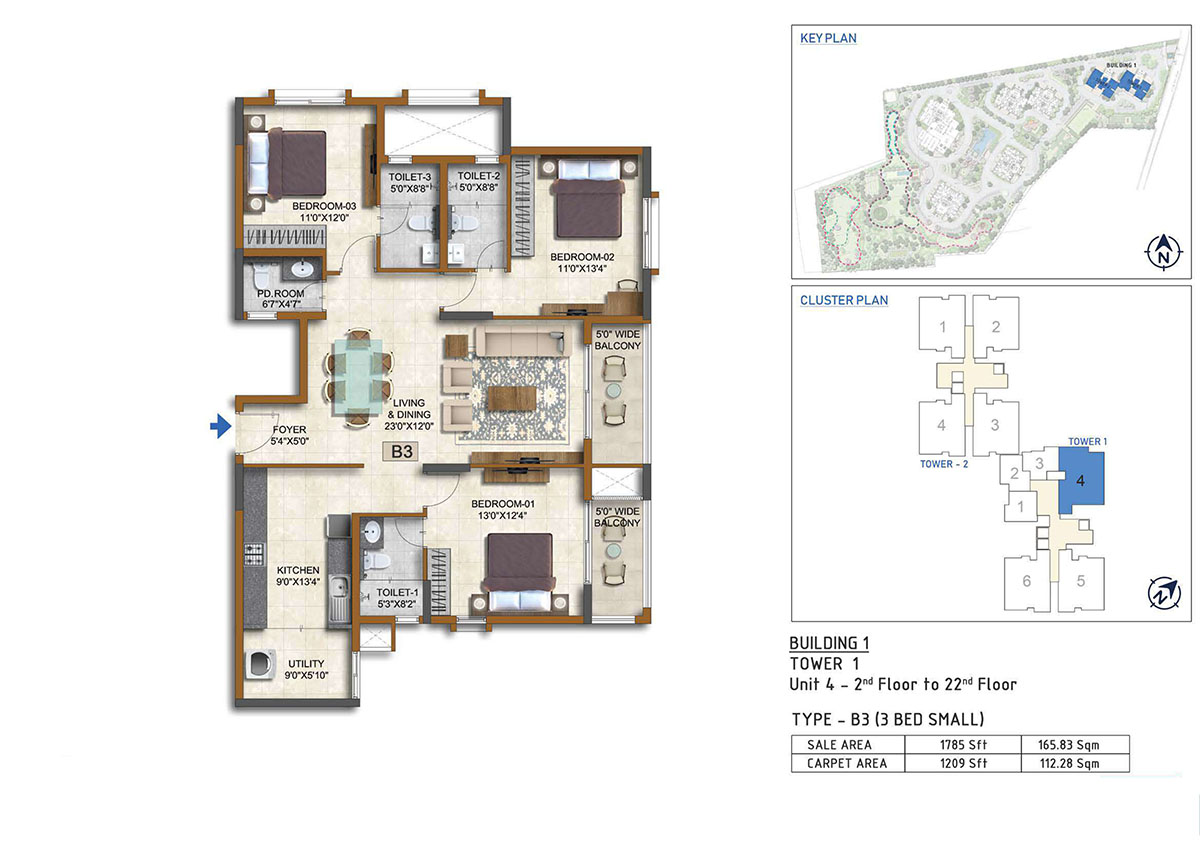 BEDROOM-03
11'0"X12'0"
TOILET-3
5'0"X8'8"
TOILET-2
5'0"X8'8"
BEDROOM-02
11'0"X13'4"
PD.ROOM
6'7"X4'7"
5'0" WIDE
BALCONY
LIVING
& DINING
23'0"X12'0"
FOYER
5'4"X5'0"
B3
BEDROOM-01
13'0"X12'4"
5'0" WIDE
BALCONY
KITCHEN
9'0"X13'4"
TOILET-1
5'3"X8'2"
UTILITY
9'0"X5'10"
KEY PLAN
BUILDING 1
N
CLUSTER PLAN
1
2
4
3
TOWER - 2
TOWER 1
3
2
4
1
6
5
N
BUILDING 1
TOWER 1
Unit 4 - 2nd Floor to 22nd Floor
TYPE - B3 (3 BED SMALL)
SALE AREA 1785 Sft 165.83 Sqm
CARPET AREA 1209 Sft 112.28 Sqm